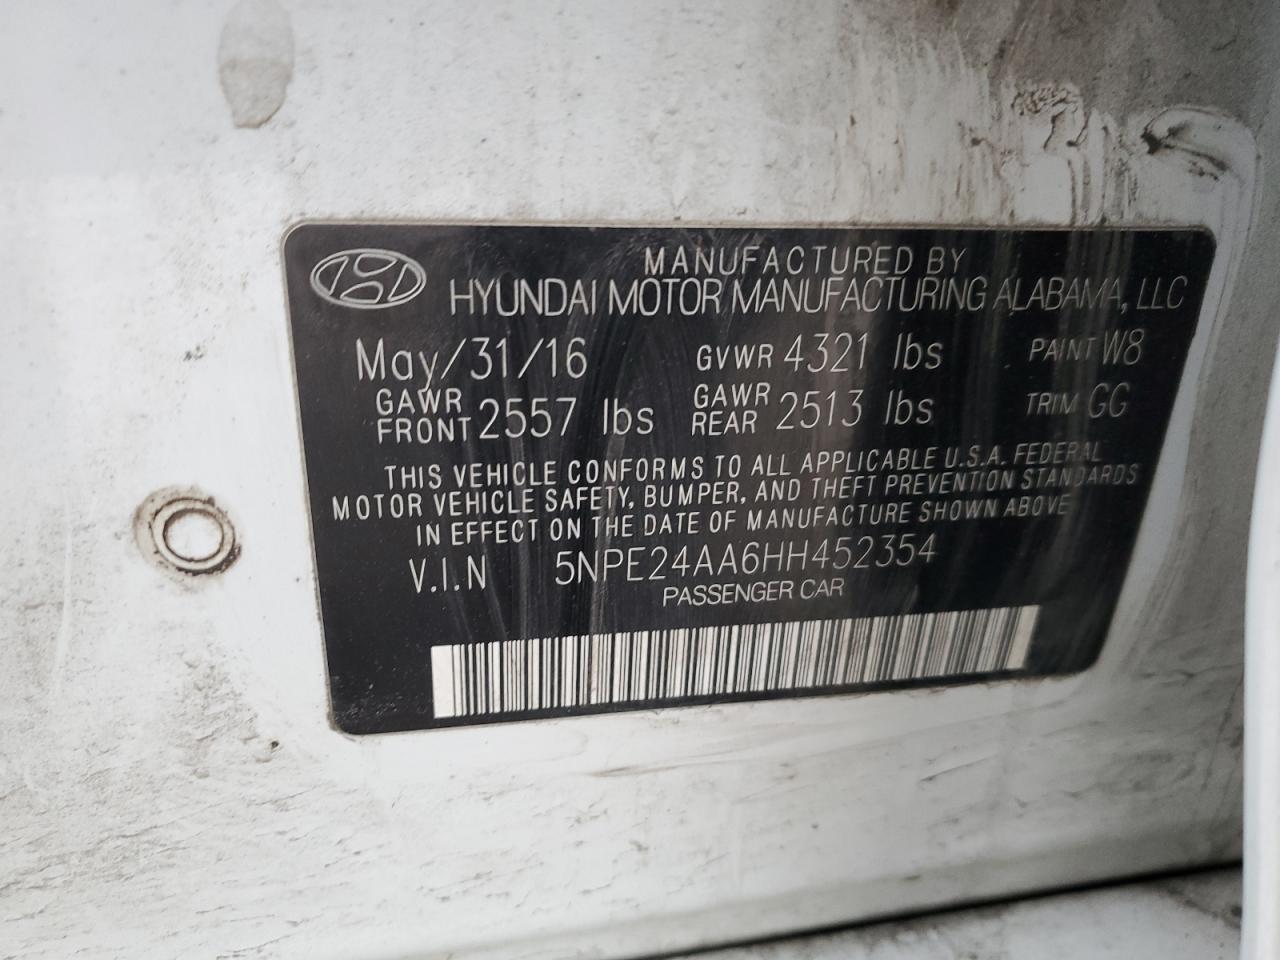 MANUFACTURED BY
HYUNDAI MOTOR MANUFACTURING ALABAMA, LLC
May/31/16 GVWR 4321 lbs PAINT W8
GAWR FRONT 2557 lbs GAWR REAR 2513 lbs TRIM GG
THIS VEHICLE CONFORMS TO ALL APPLICABLE U.S.A. FEDERAL
MOTOR VEHICLE SAFETY, BUMPER, AND THEFT PREVENTION STANDARDS
IN EFFECT ON THE DATE OF MANUFACTURE SHOWN ABOVE
V.I.N 5NPE24AA6HH452354
PASSENGER CAR